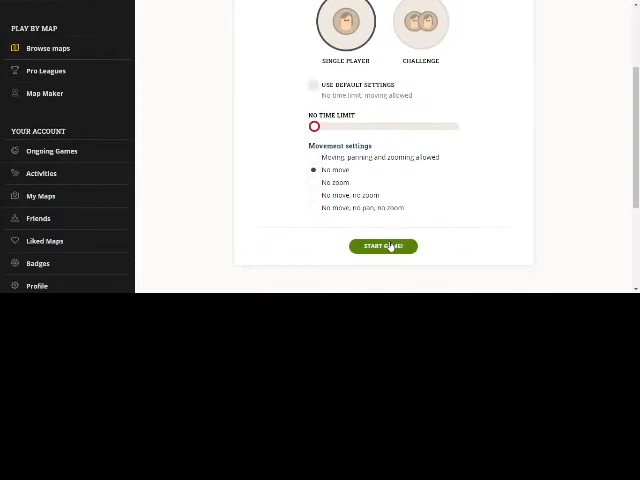 PLAY BY MAP
Browse maps
Pro Leagues
Map Maker
YOUR ACCOUNT
Ongoing Games
Activities
My Maps
Friends
Liked Maps
Badges
Profile
SINGLE PLAYER
CHALLENGE
USE DEFAULT SETTINGS
No time limit, moving allowed
NO TIME LIMIT
Movement settings
Moving, panning and zooming allowed
No move
No zoom
No move, no zoom
No move, no pan, no zoom
START GAME!